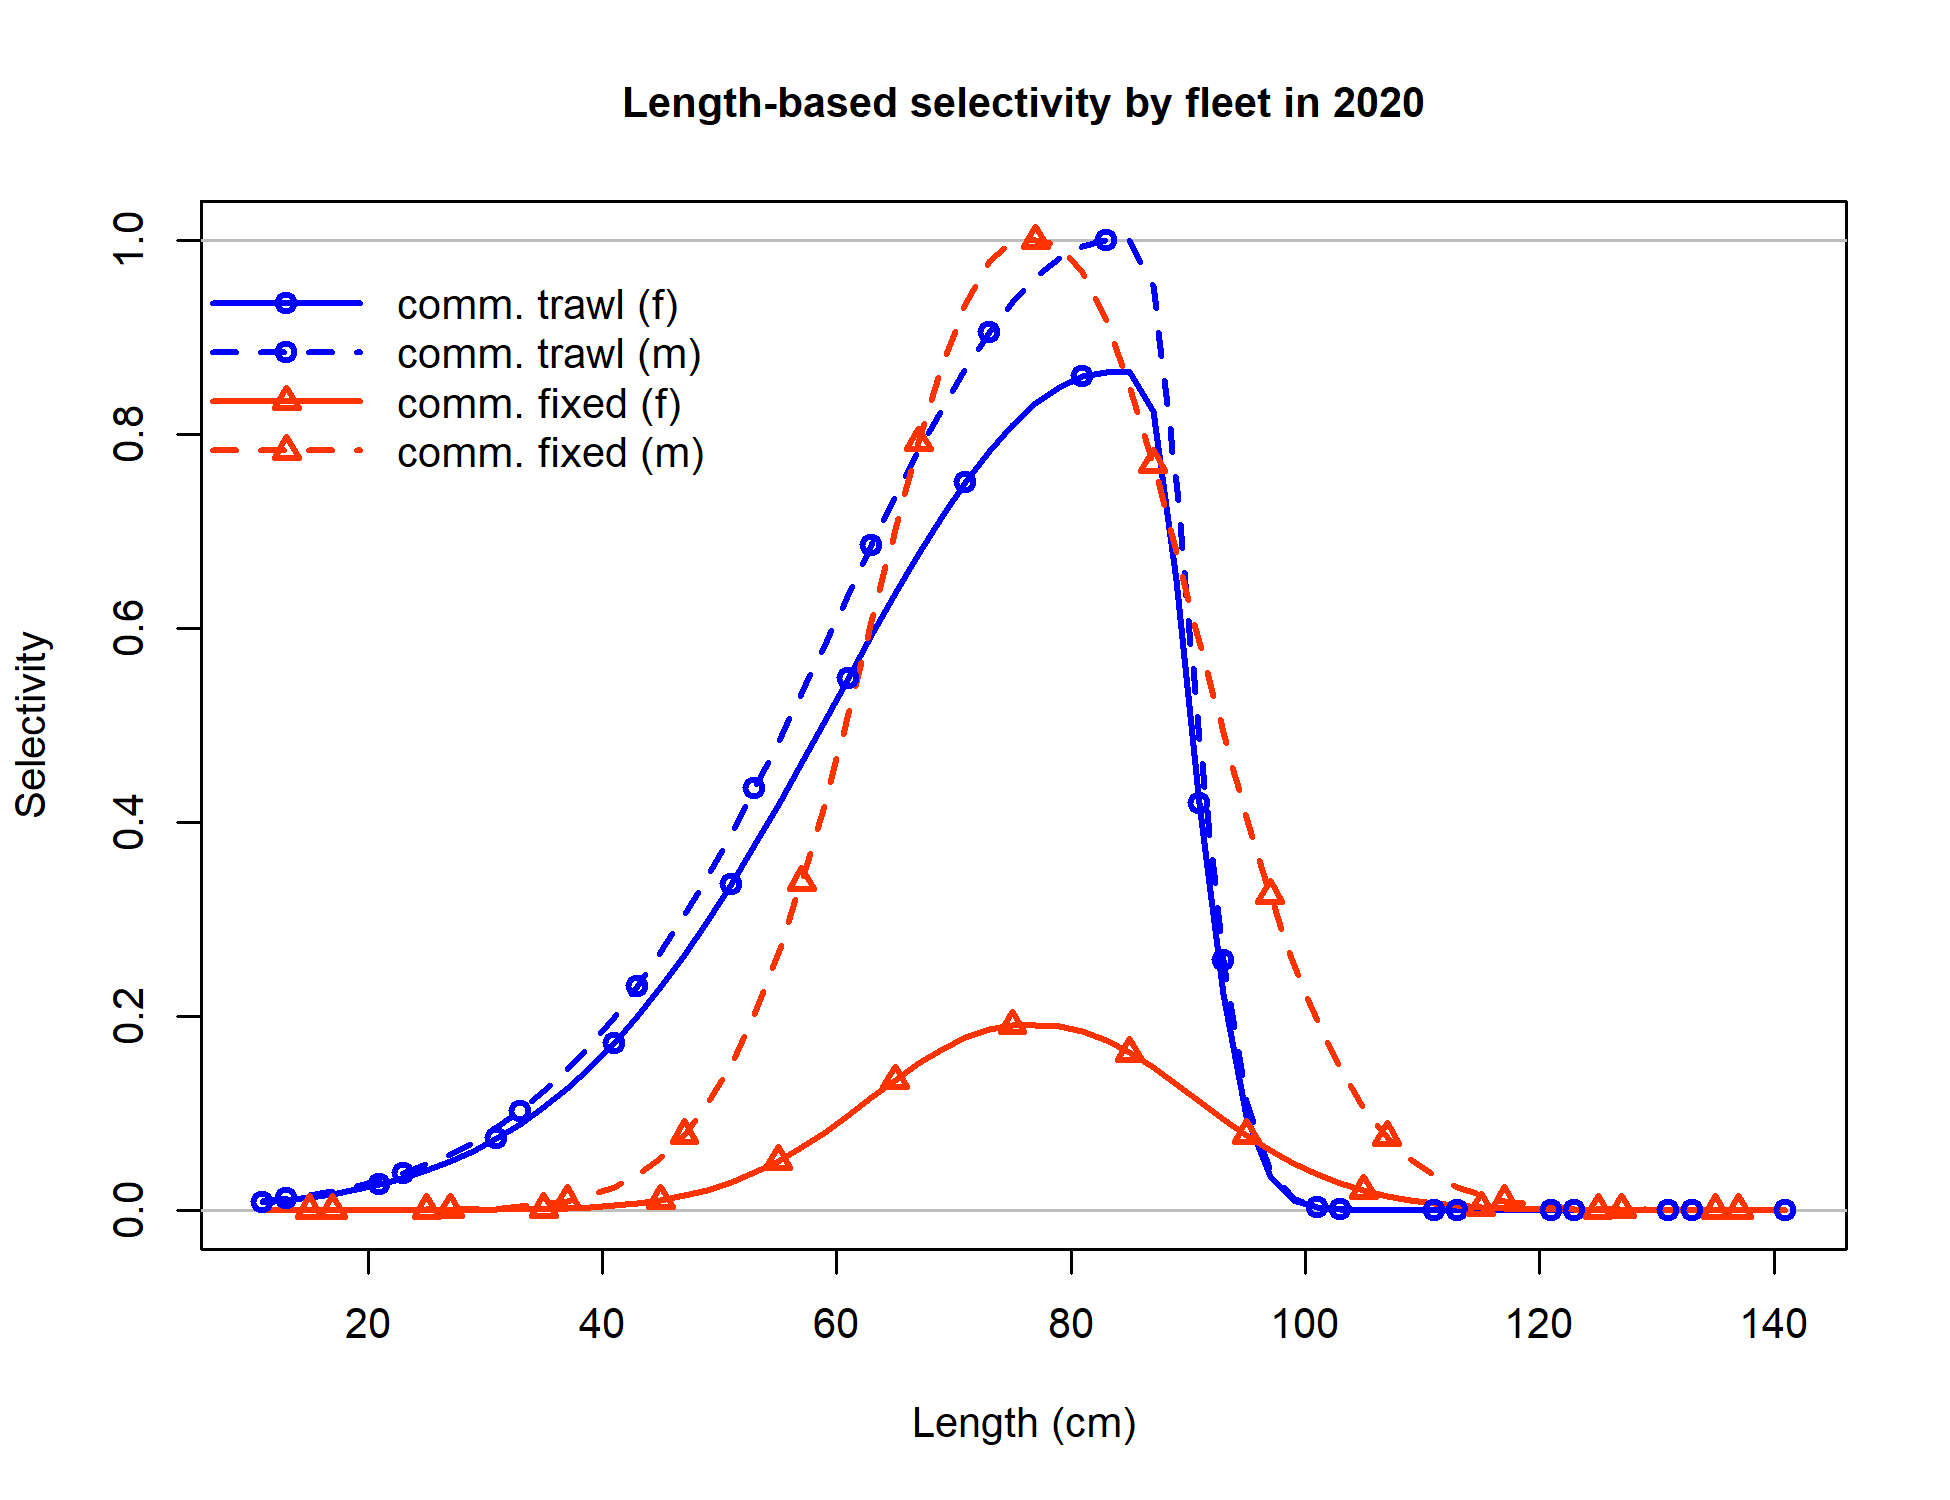 Length-based selectivity by fleet in 2020
comm. trawl (f)
comm. trawl (m)
comm. fixed (f)
comm. fixed (m)
Selectivity
0.0 0.2 0.4 0.6 0.8 1.0
20 40 60 80 100 120 140
Length (cm)